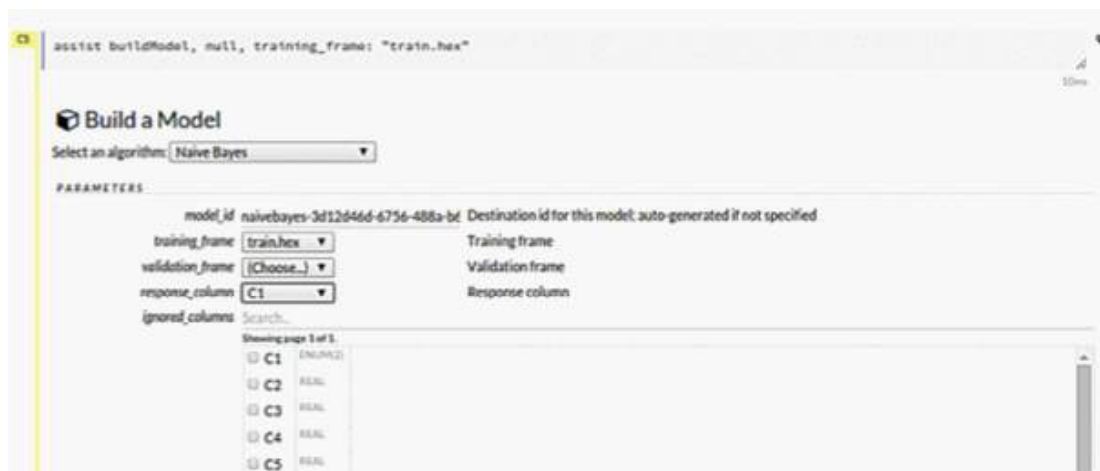 CS
assist buildModel, null, training_frame: "train.hex"
10ms
Build a Model
Select an algorithm: Naive Bayes
PARAMETERS
model_id naivebayes-3d12d46d-6756-488a-b6 Destination id for this model; auto-generated if not specified
training_frame train.hex Training frame
validation_frame (Choose...) Validation frame
response_column C1 Response column
ignored_columns Search...
Showing page 1 of 1.
C1 ENUM(2)
C2 REAL
C3 REAL
C4 REAL
C5 REAL